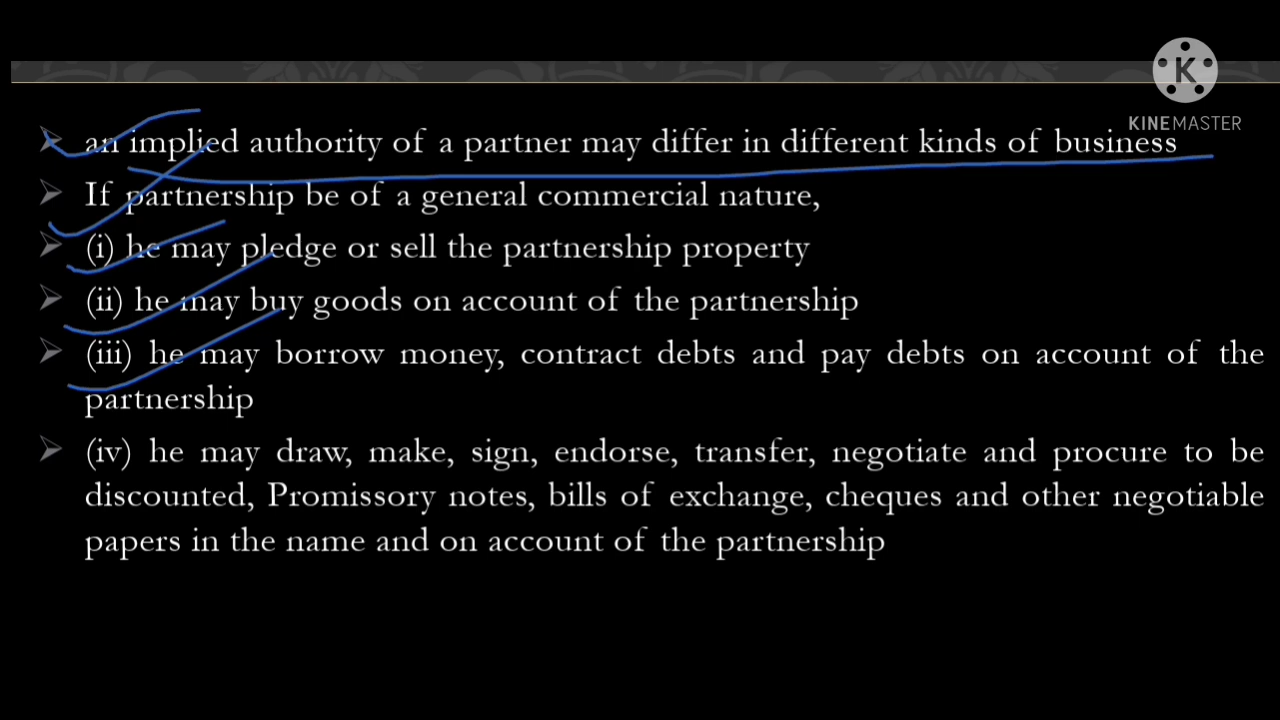 K
KINEMASTER
an implied authority of a partner may differ in different kinds of business
If partnership be of a general commercial nature,
(i) he may pledge or sell the partnership property
(ii) he may buy goods on account of the partnership
(iii) he may borrow money, contract debts and pay debts on account of the
partnership
(iv) he may draw, make, sign, endorse, transfer, negotiate and procure to be
discounted, Promissory notes, bills of exchange, cheques and other negotiable
papers in the name and on account of the partnership